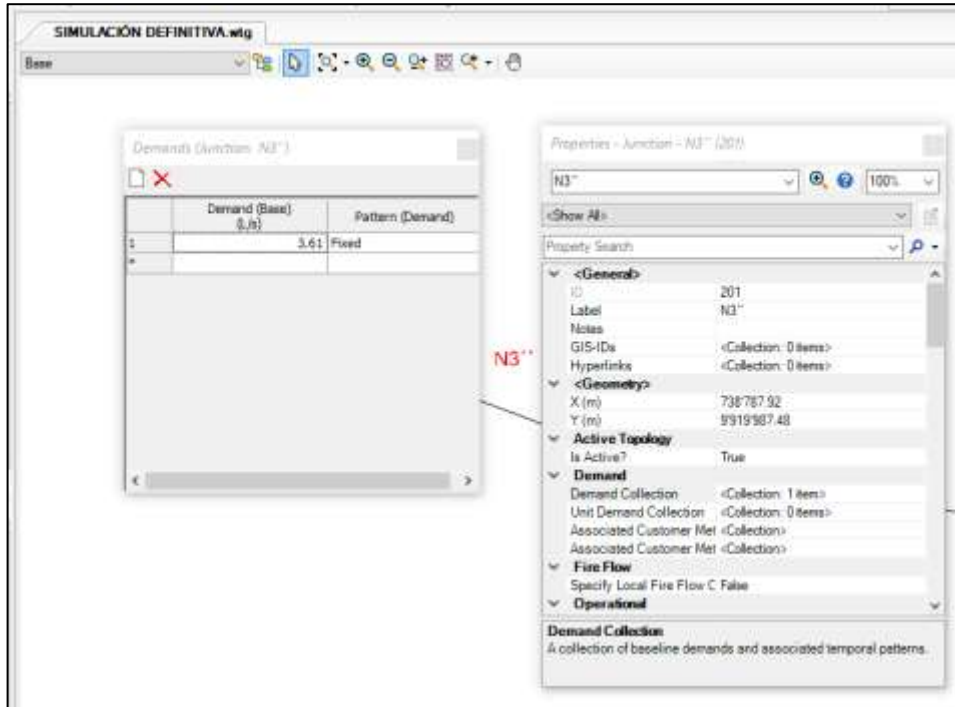 SIMULACIÓN DEFINITIVA.wtg
Base
Demands (Junction: N3´´)
Demand (Base)
(L/s)
Pattern (Demand)
1 3.61 Fixed
*
N3´´
Properties - Junction - N3´´ (201)
N3´´ 100%
<Show All>
Property Search
<General>
ID 201
Label N3´´
Notes
GIS-IDs <Collection: 0 items>
Hyperlinks <Collection: 0 items>
<Geometry>
X (m) 738'787.92
Y (m) 9'919'987.48
Active Topology
Is Active? True
Demand
Demand Collection <Collection: 1 item>
Unit Demand Collection <Collection: 0 items>
Associated Customer Met <Collection>
Associated Customer Met <Collection>
Fire Flow
Specify Local Fire Flow C False
Operational
Demand Collection
A collection of baseline demands and associated temporal patterns.